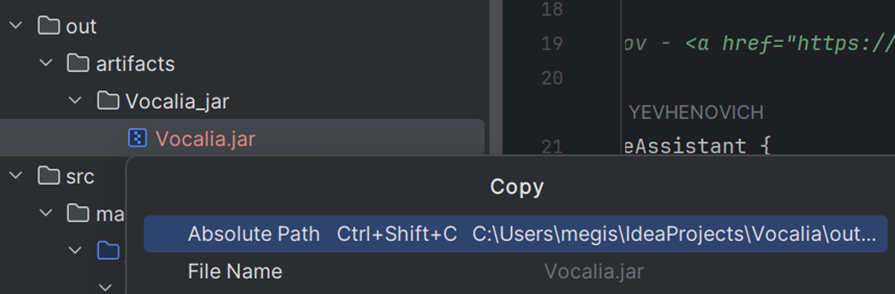 out
artifacts
Vocalia_jar
Vocalia.jar
src
ma
18
19 ov - <a href="https://
20
YEVHENOVICH
21 eAssistant {
Copy
Absolute Path Ctrl+Shift+C C:\Users\megis\IdeaProjects\Vocalia\out...
File Name Vocalia.jar